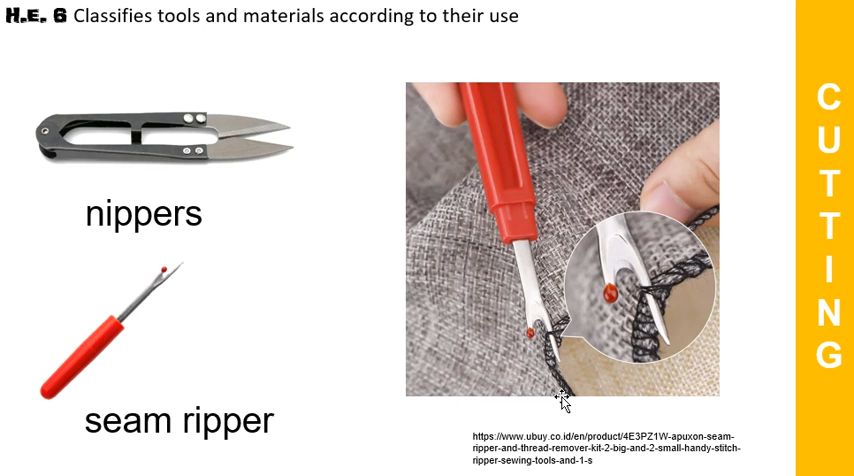 H.E. 6 Classifies tools and materials according to their use
nippers
seam ripper
https://www.ubuy.co.id/en/product/4E3PZ1W-apuxon-seam-
ripper-and-thread-remover-kit-2-big-and-2-small-handy-stitch-
ripper-sewing-tools-and-1-s
CUTTING